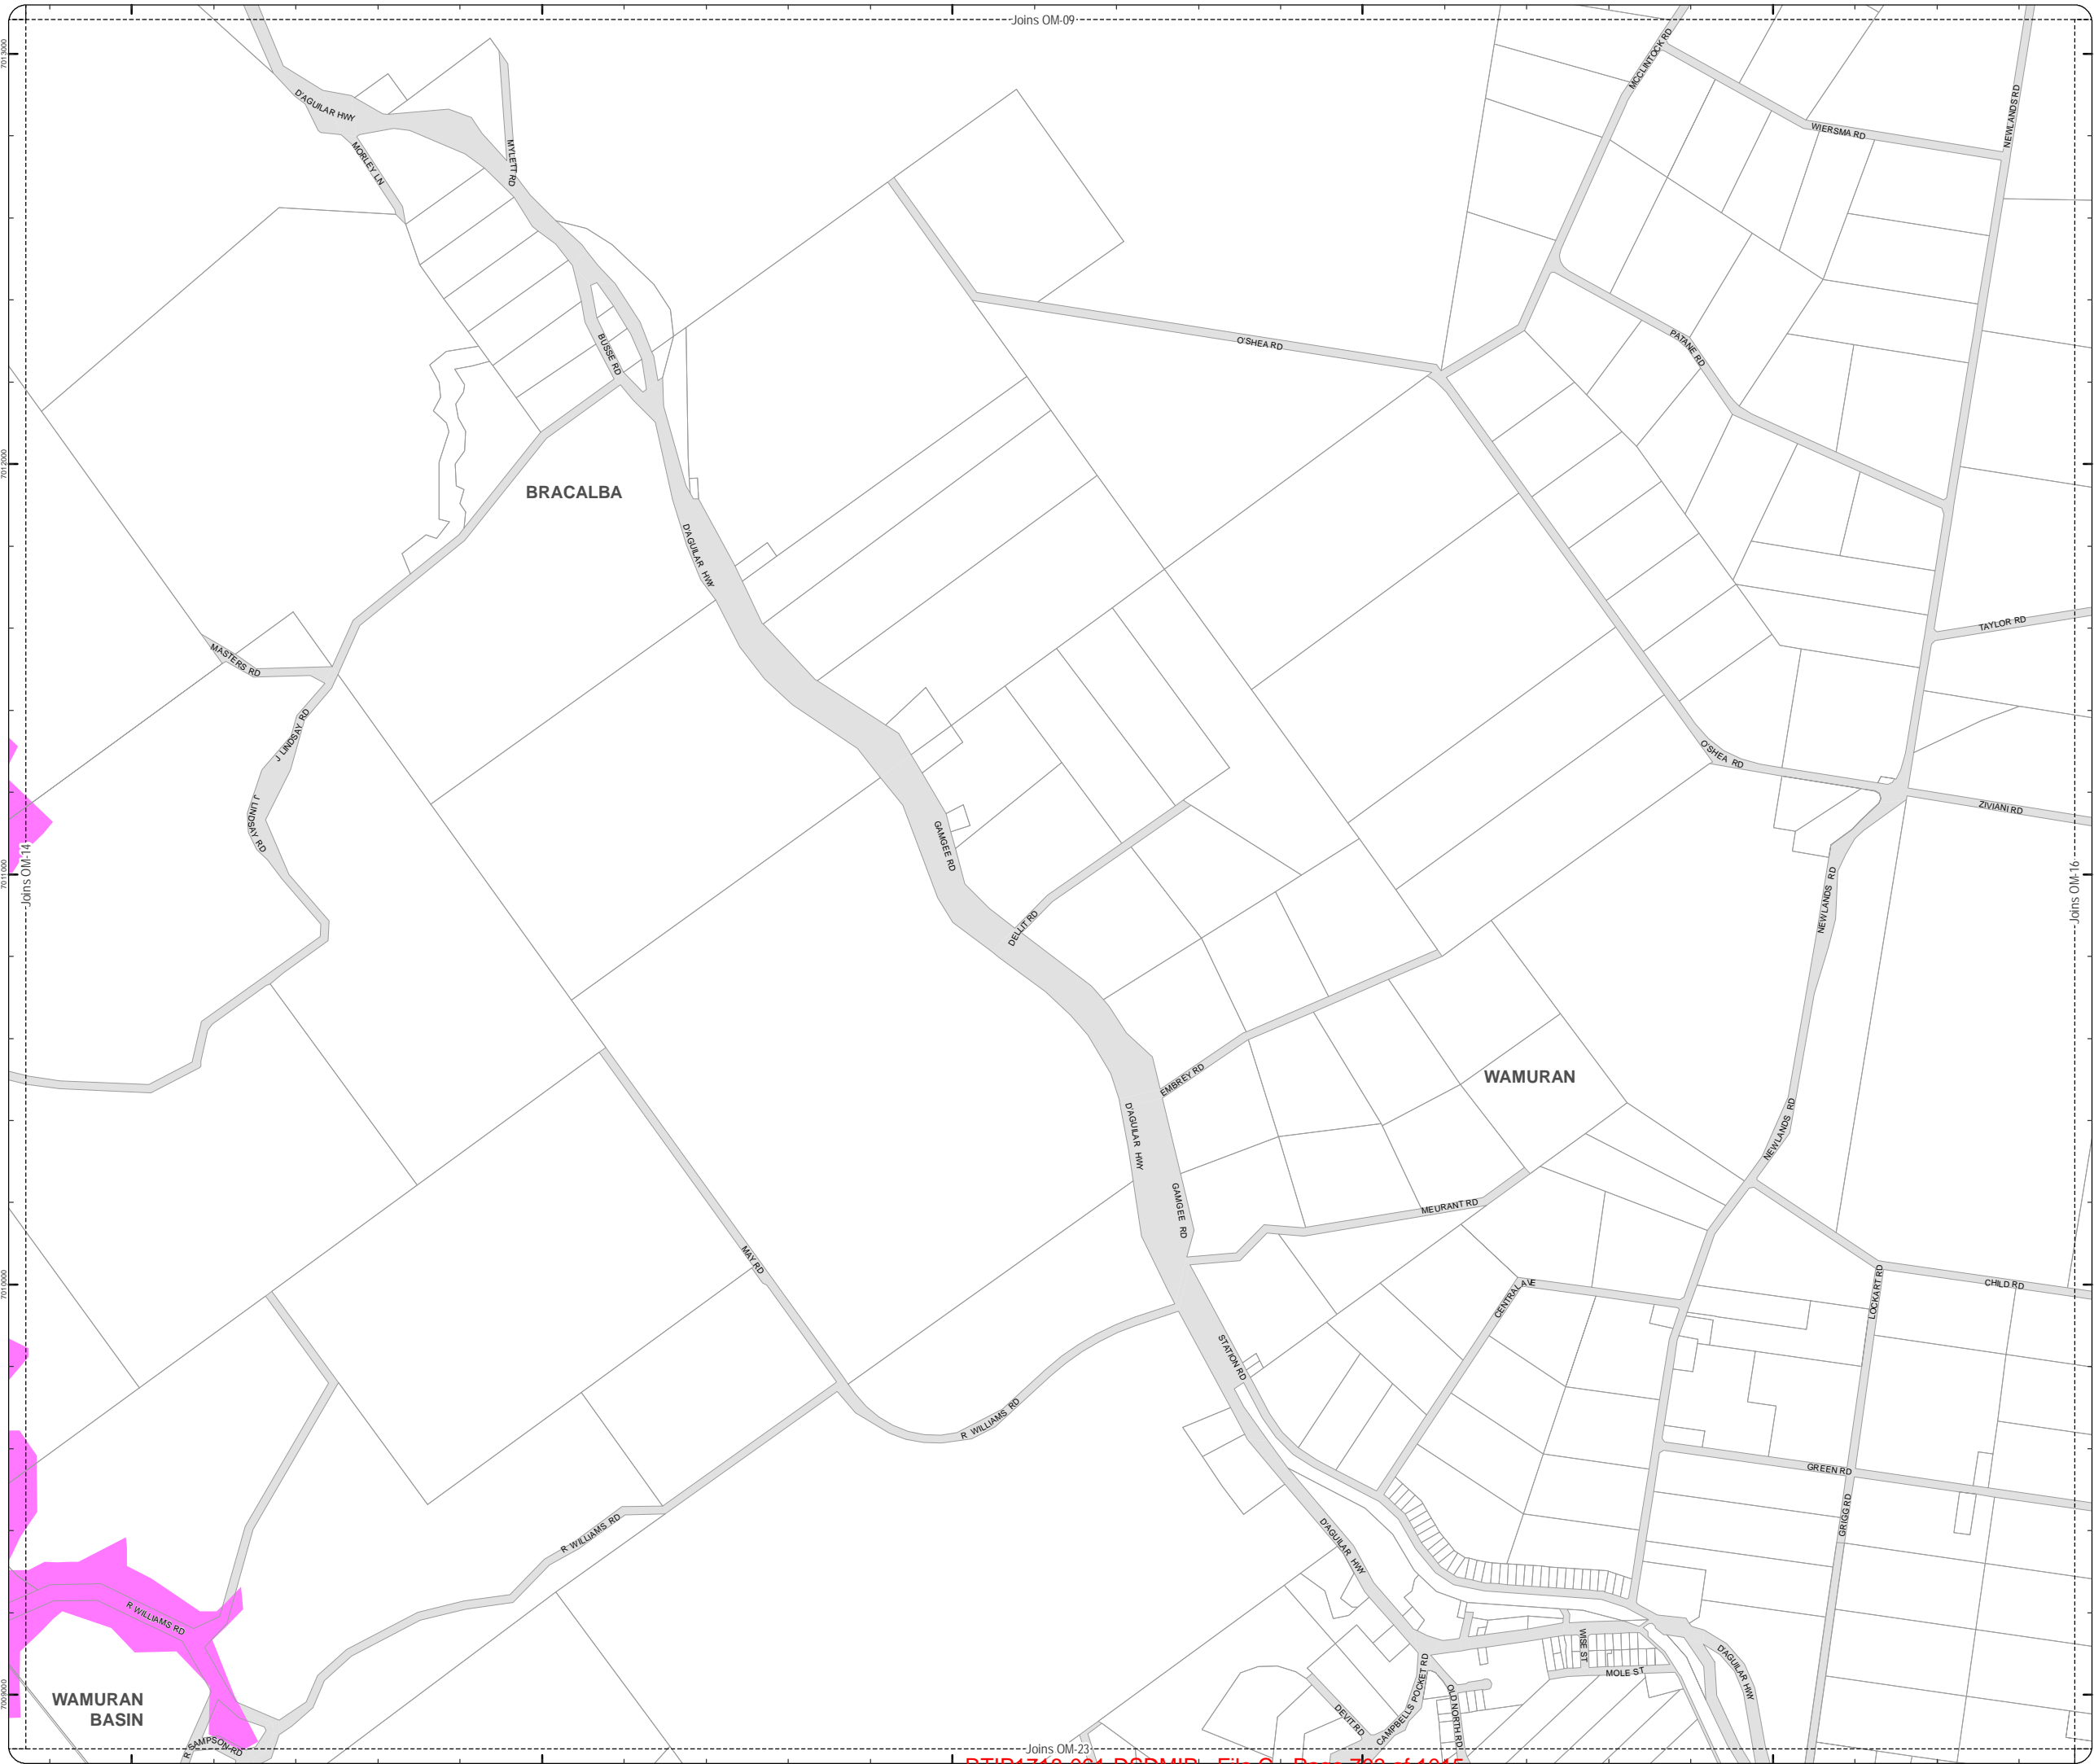 Joins OM-09
7013000
D'AGUILAR HWY
MORLEY LN
MYLETT RD
MCCLINTOCK RD
WIERSMA RD
NEWLANDS RD
BUSSE RD
O'SHEA RD
PATANE RD
7012000
BRACALBA
D'AGUILAR HWY
TAYLOR RD
MASTERS RD
J LINDSAY RD
O'SHEA RD
ZIVIANI RD
J LINDSAY RD
GAMGEE RD
7011000
Joins OM-14
Joins OM-16
DELLIT RD
NEWLANDS RD
EMBREY RD
WAMURAN
D'AGUILAR HWY
NEWLANDS RD
GAMGEE RD
MEURANT RD
MAY RD
7010000
CENTRAL AVE
LOCKART RD
CHILD RD
STATION RD
R WILLIAMS RD
GREEN RD
GRIGG RD
R WILLIAMS RD
D'AGUILAR HWY
R WILLIAMS RD
WISE ST
MOLE ST
D'AGUILAR HWY
7009000
WAMURAN
BASIN
R SAMPSON RD
DEVIT RD
CAMPBELLS POCKET RD
OLD NORTH RD
Joins OM-23